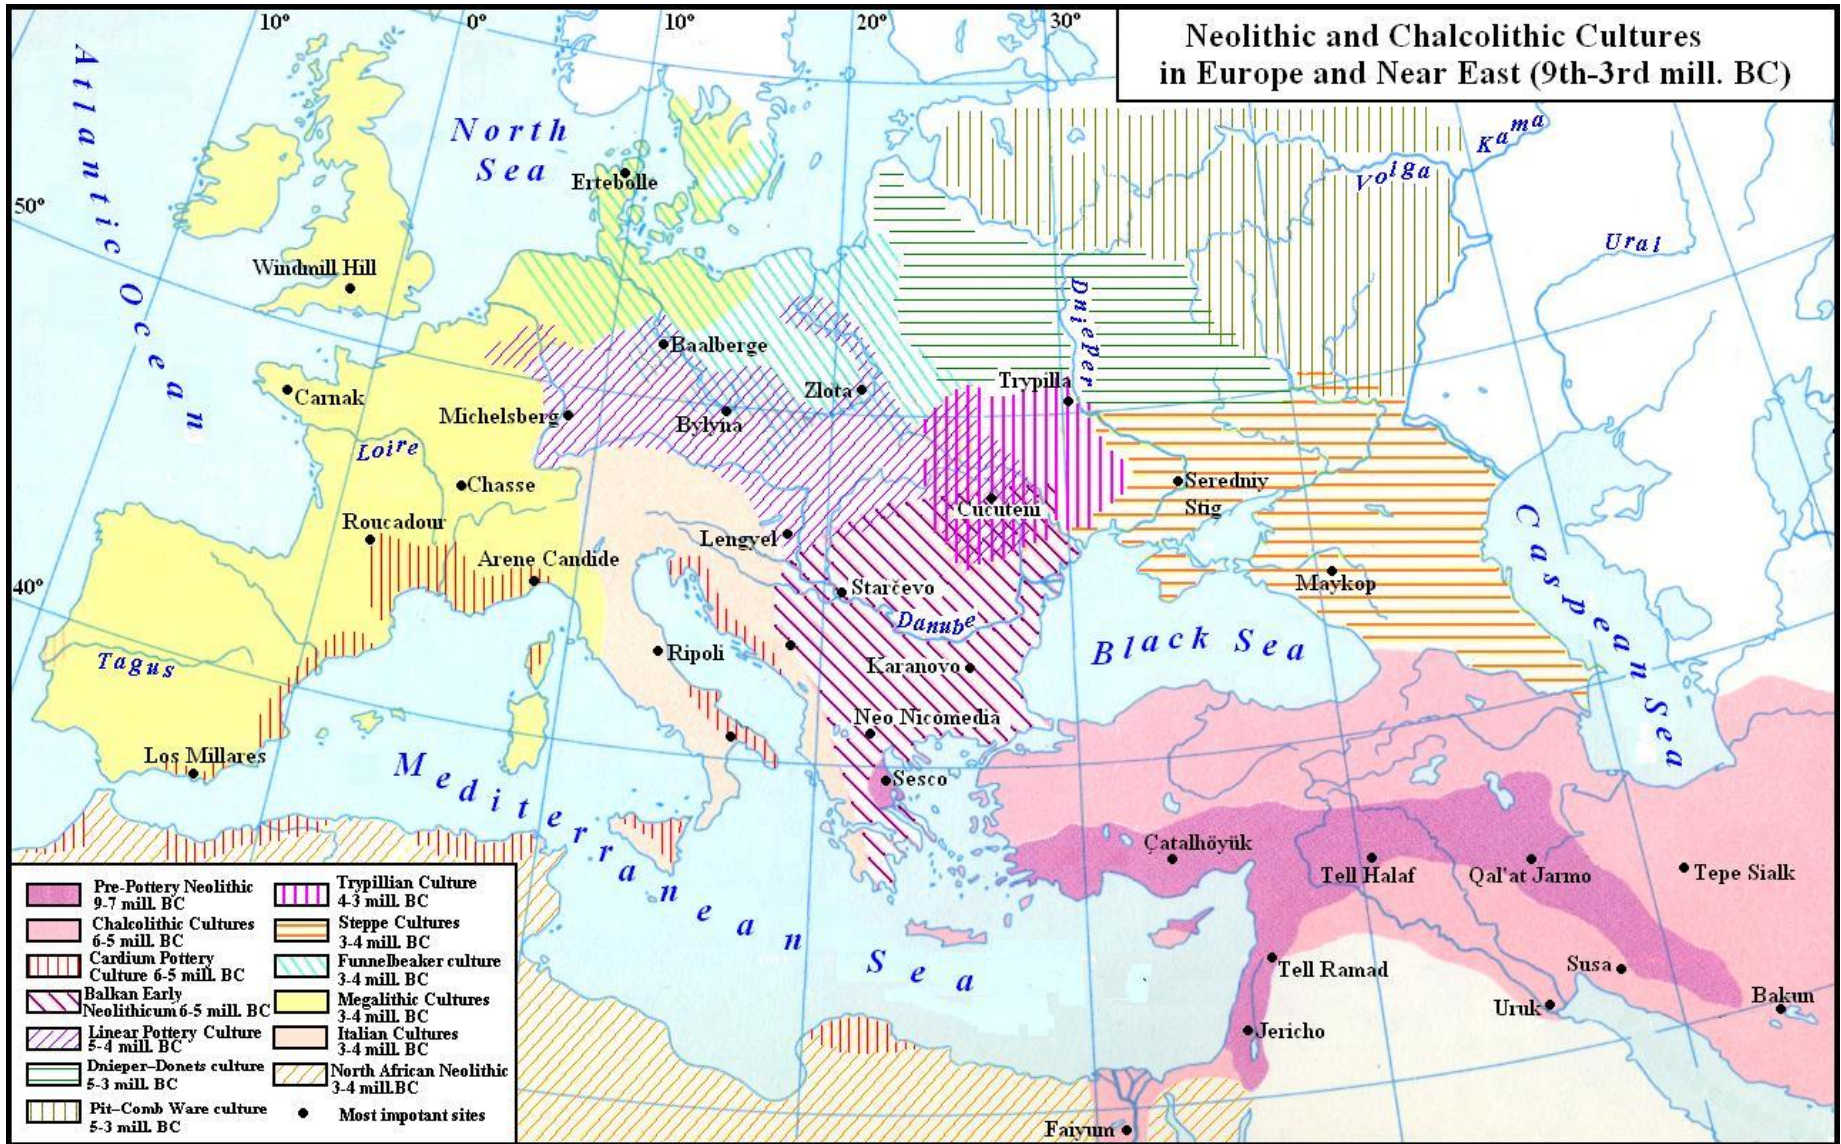 Neolithic and Chalcolithic Cultures
in Europe and Near East (9th-3rd mill. BC)
10º
0º
10º
20º
30º
50º
40º
Atlantic Ocean
North
Sea
Kama
Volga
Ural
Ertebolle
Windmill Hill
Dnieper
Baalberge
Carnak
Zlota
Trypilla
Michelsberg
Bylyna
Loire
Chasse
Seredniy
Stig
Cucuteni
Roucadour
Lengyel
Arene Candide
Starčevo
Maykop
Danube
Caspean Sea
Black Sea
Tagus
Ripoli
Karanovo
Neo Nicomedia
Los Millares
Mediterranean Sea
Sesco
Çatalhöyük
Tell Halaf
Qal'at Jarmo
Tepe Sialk
Tell Ramad
Susa
Uruk
Bakun
Jericho
Faiyum
Pre-Pottery Neolithic
9-7 mill. BC
Chalcolithic Cultures
6-5 mill. BC
Cardium Pottery
Culture 6-5 mill. BC
Balkan Early
Neolithicum 6-5 mill. BC
Linear Pottery Culture
5-4 mill. BC
Dnieper–Donets culture
5-3 mill. BC
Pit–Comb Ware culture
5-3 mill. BC
Trypillian Culture
4-3 mill. BC
Steppe Cultures
3-4 mill. BC
Funnelbeaker culture
3-4 mill. BC
Megalithic Cultures
3-4 mill. BC
Italian Cultures
3-4 mill. BC
North African Neolithic
3-4 mill.BC
Most impotant sites